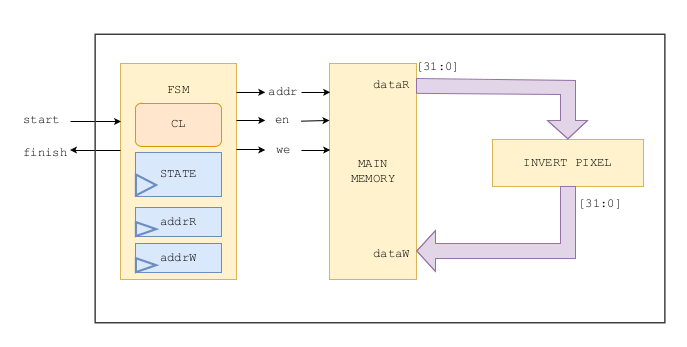 start
finish
FSM
CL
STATE
addrR
addrW
addr
en
we
MAIN
MEMORY
dataR
dataW
[31:0]
INVERT PIXEL
[31:0]